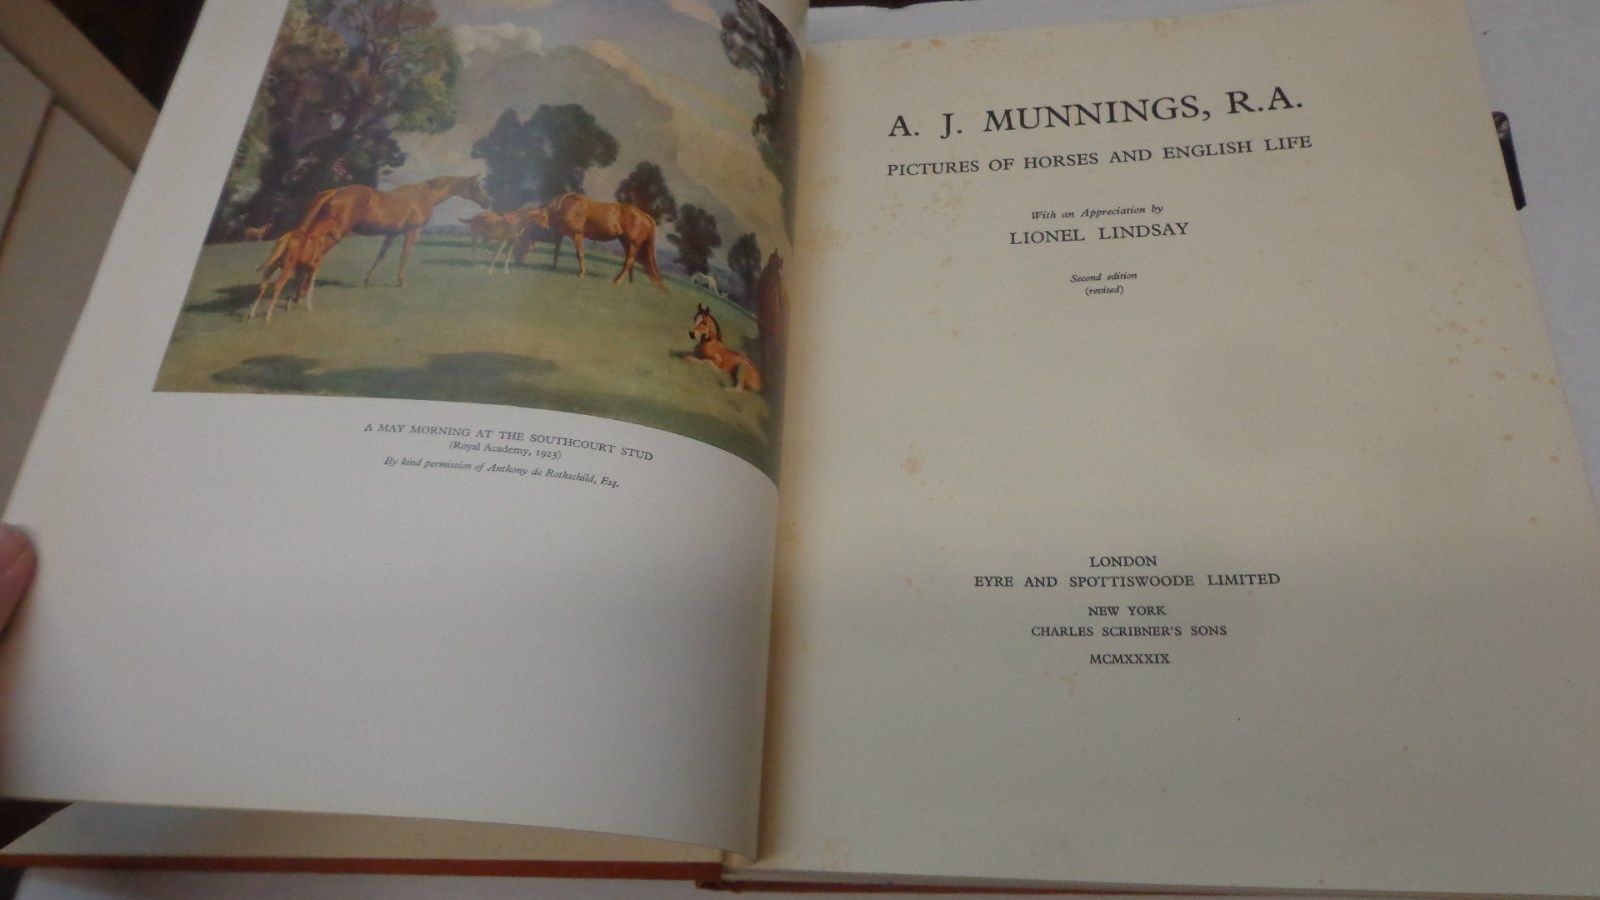 A MAY MORNING AT THE SOUTHCOURT STUD
(Royal Academy, 1923)
By kind permission of Anthony de Rothschild, Esq.
A. J. MUNNINGS, R.A.
PICTURES OF HORSES AND ENGLISH LIFE
With an Appreciation by
LIONEL LINDSAY
Second edition
(revised)
LONDON
EYRE AND SPOTTISWOODE LIMITED
NEW YORK
CHARLES SCRIBNER'S SONS
MCMXXXIX